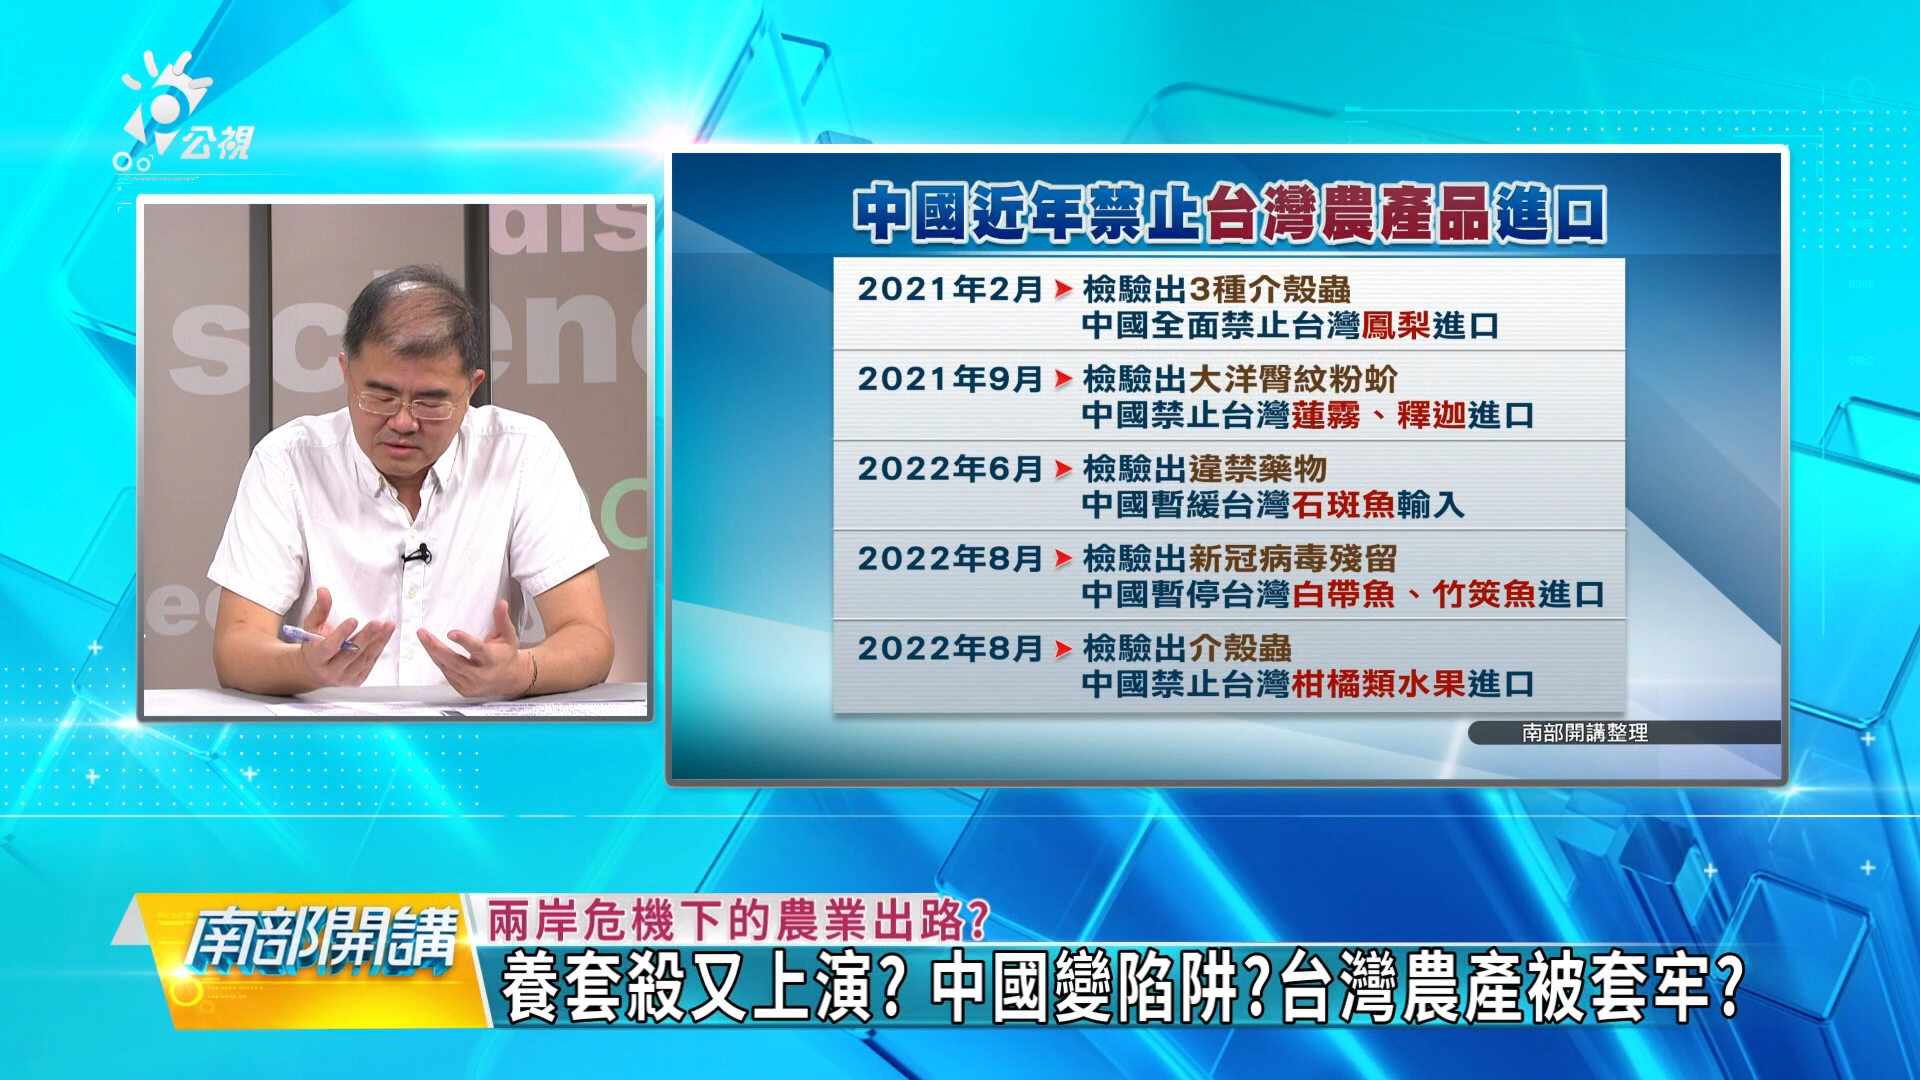 公視
dis
science
中國近年禁止台灣農產品進口
2021年2月 檢驗出3種介殼蟲
中國全面禁止台灣鳳梨進口
2021年9月 檢驗出大洋臀紋粉蚧
中國禁止台灣蓮霧、釋迦進口
2022年6月 檢驗出違禁藥物
中國暫緩台灣石斑魚輸入
2022年8月 檢驗出新冠病毒殘留
中國暫停台灣白帶魚、竹筴魚進口
2022年8月 檢驗出介殼蟲
中國禁止台灣柑橘類水果進口
南部開講整理
南部開講
兩岸危機下的農業出路?
養套殺又上演? 中國變陷阱?台灣農產被套牢?